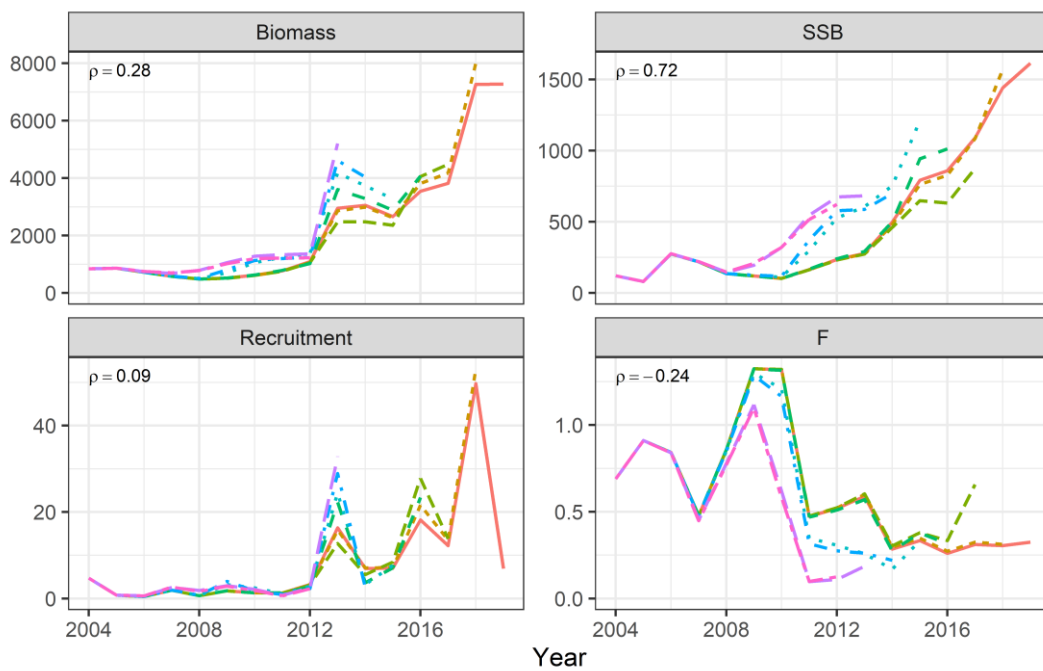 Biomass
SSB
ρ = 0.28
8000
6000
4000
2000
0
ρ = 0.72
1500
1000
500
0
Recruitment
F
ρ = 0.09
40
20
0
ρ = −0.24
1.0
0.5
0.0
2004 2008 2012 2016
2004 2008 2012 2016
Year